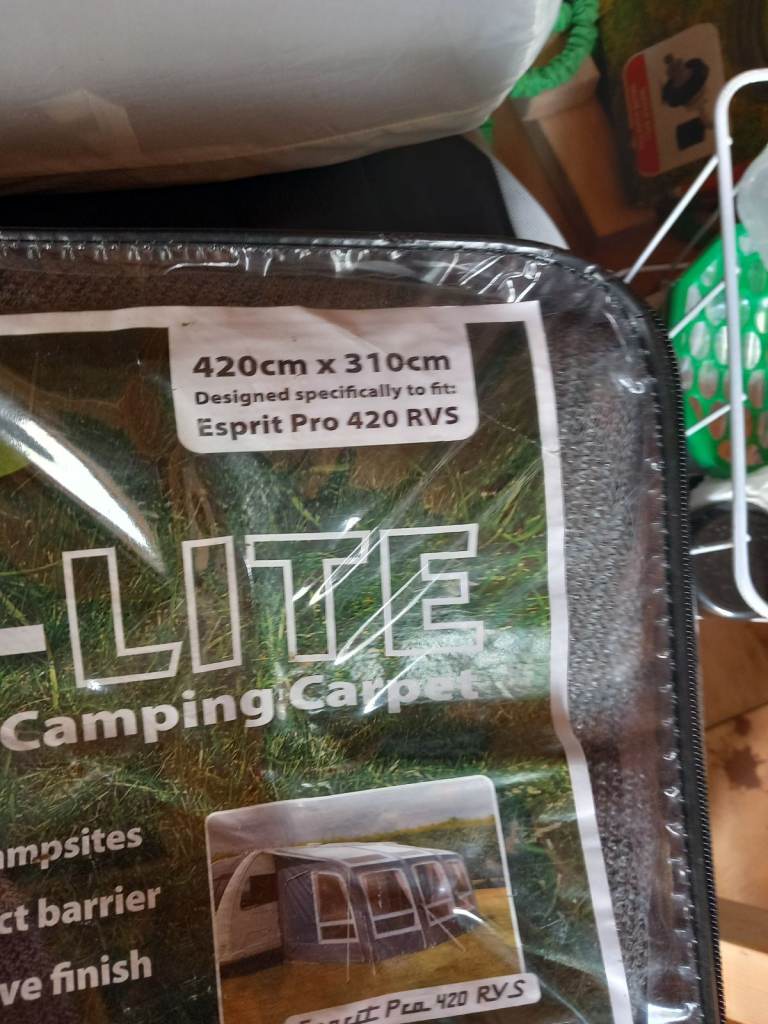 420cm x 310cm
Designed specifically to fit:
Esprit Pro 420 RVS
-LITE
Camping Carpet
ampsites
ct barrier
ve finish
Esprit Pro 420 RVS